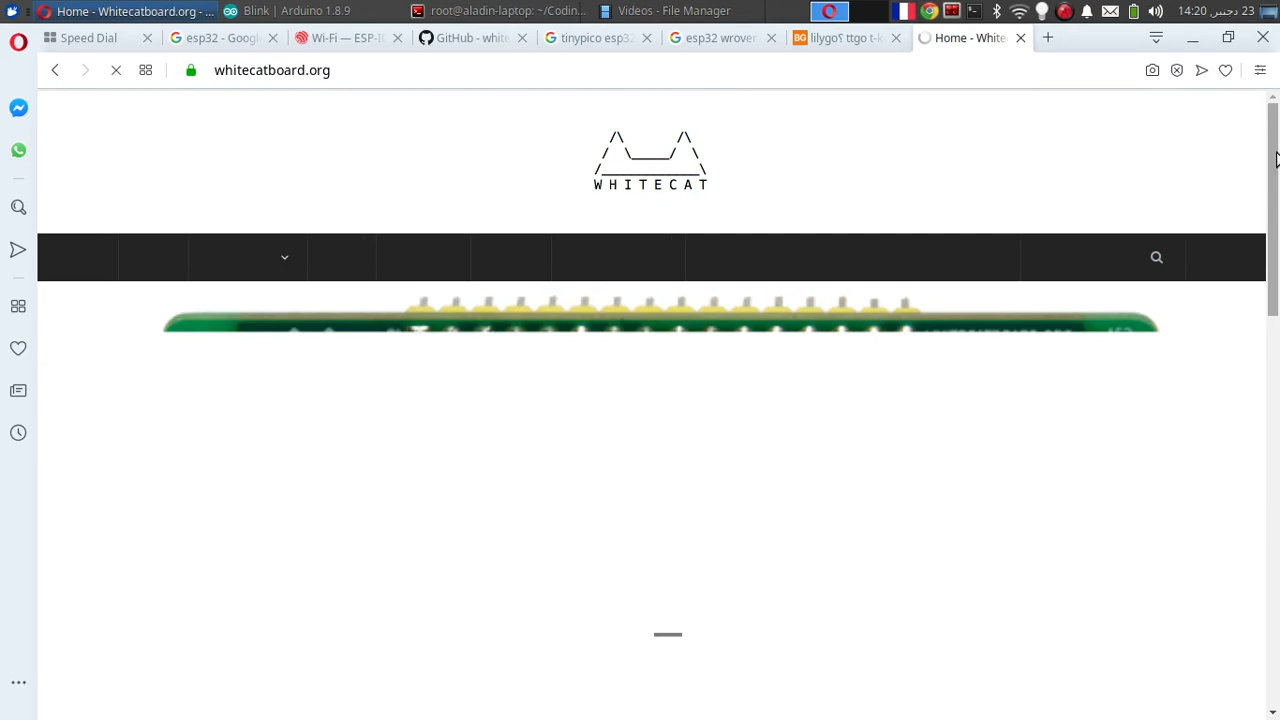 Home - Whitecatboard.org - ...
Blink | Arduino 1.8.9
root@aladin-laptop: ~/Codin...
Videos - File Manager
23 دجنبر, 14:20
Speed Dial
esp32 - Googl
Wi-Fi — ESP-I
GitHub - white
tinypico esp32
esp32 wrover
BG lilygo؟ ttgo t-
Home - White
whitecatboard.org
WHITECAT